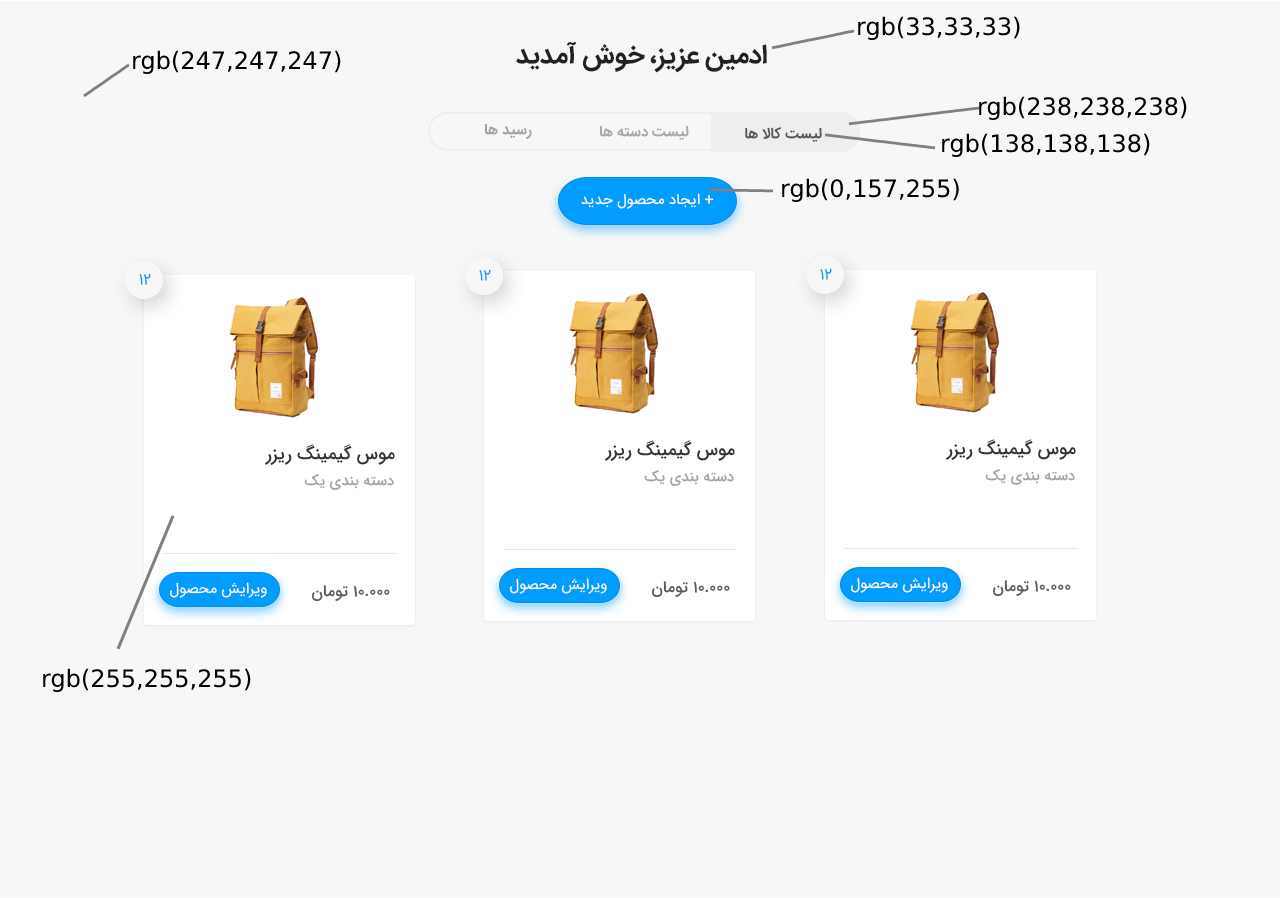 rgb(33,33,33)
ادمین عزیز، خوش آمدید
rgb(247,247,247)
rgb(238,238,238)
لیست کالا ها
لیست دسته ها
رسید ها
rgb(138,138,138)
+ ایجاد محصول جدید
rgb(0,157,255)
۱۲
موس گیمینگ ریزر
دسته بندی یک
۱۰.۰۰۰ تومان
ویرایش محصول
۱۲
موس گیمینگ ریزر
دسته بندی یک
۱۰.۰۰۰ تومان
ویرایش محصول
۱۲
موس گیمینگ ریزر
دسته بندی یک
۱۰.۰۰۰ تومان
ویرایش محصول
rgb(255,255,255)